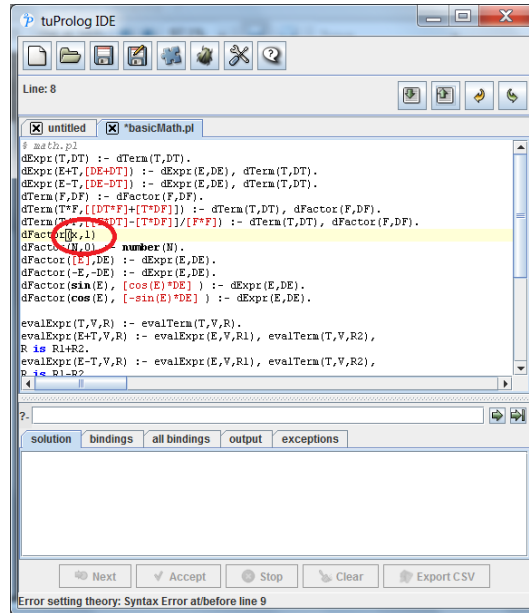 tuProlog IDE
Line: 8
untitled *basicMath.pl
% math.pl
dExpr(T,DT) :- dTerm(T,DT).
dExpr(E+T,[DE+DT]) :- dExpr(E,DE), dTerm(T,DT).
dExpr(E-T,[DE-DT]) :- dExpr(E,DE), dTerm(T,DT).
dTerm(F,DF) :- dFactor(F,DF).
dTerm(T*F,[[DT*F]+[T*DF]]) :- dTerm(T,DT), dFactor(F,DF).
dTerm(T/F,[[F*DT]-[T*DF]]/[F*F]) :- dTerm(T,DT), dFactor(F,DF).
dFactor(x,1)
dFactor(N,0) :- number(N).
dFactor([E],DE) :- dExpr(E,DE).
dFactor(-E,-DE) :- dExpr(E,DE).
dFactor(sin(E), [cos(E)*DE] ) :- dExpr(E,DE).
dFactor(cos(E), [-sin(E)*DE] ) :- dExpr(E,DE).
evalExpr(T,V,R) :- evalTerm(T,V,R).
evalExpr(E+T,V,R) :- evalExpr(E,V,R1), evalTerm(T,V,R2),
R is R1+R2.
evalExpr(E-T,V,R) :- evalExpr(E,V,R1), evalTerm(T,V,R2),
R is R1-R2.
?-
solution bindings all bindings output exceptions
Next Accept Stop Clear Export CSV
Error setting theory: Syntax Error at/before line 9